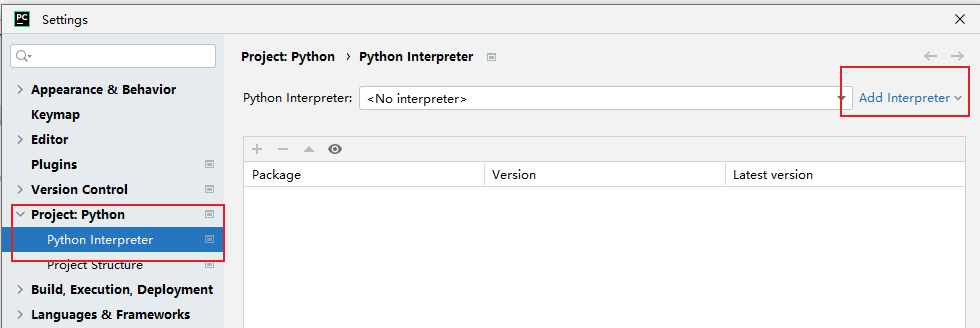 PC Settings
Project: Python › Python Interpreter
Appearance & Behavior
Keymap
Editor
Plugins
Version Control
Project: Python
Python Interpreter
Project Structure
Build, Execution, Deployment
Languages & Frameworks
Python Interpreter: <No interpreter> Add Interpreter
Package Version Latest version